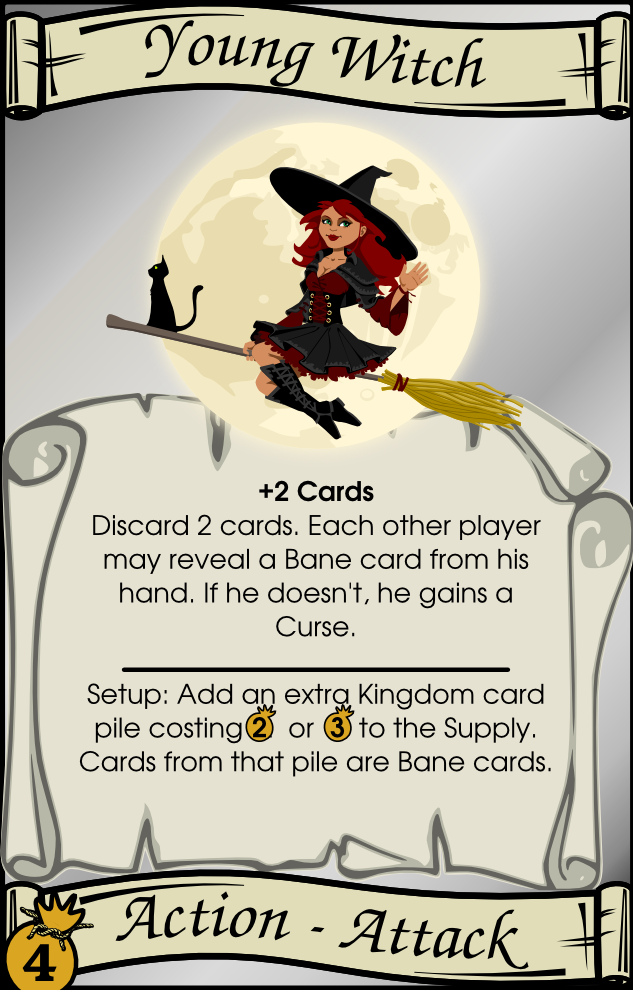 Young Witch
+2 Cards
Discard 2 cards. Each other player
may reveal a Bane card from his
hand. If he doesn't, he gains a
Curse.
Setup: Add an extra Kingdom card
pile costing 2 or 3 to the Supply.
Cards from that pile are Bane cards.
Action - Attack
4